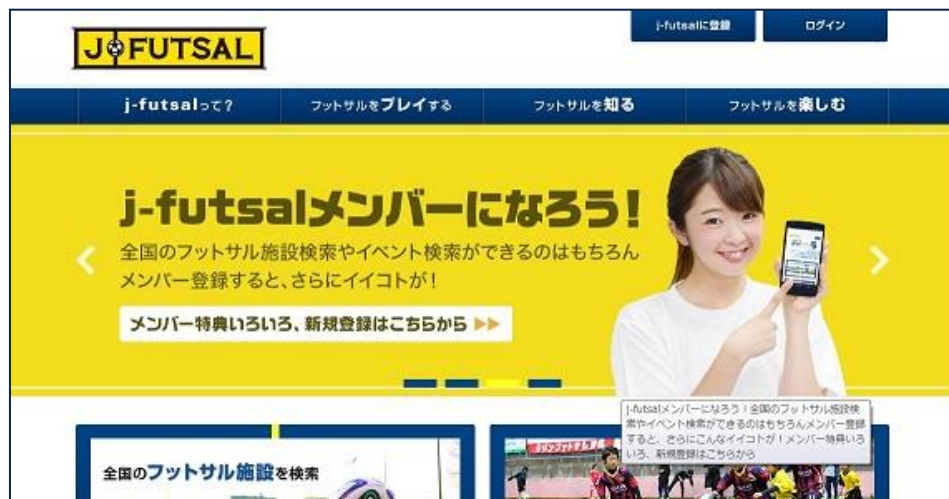 j-futsalに登録
ログイン
J FUTSAL
j-futsalって?
フットサルをプレイする
フットサルを知る
フットサルを楽しむ
j-futsalメンバーになろう!
全国のフットサル施設検索やイベント検索ができるのはもちろん
メンバー登録すると、さらにイイコトが!
メンバー特典いろいろ、新規登録はこちらから
j-futsalメンバーになろう!全国のフットサル施設検
索やイベント検索ができるのはもちろんメンバー登録
すると、さらにこんなイイコトが!メンバー特典いろ
いろ、新規登録はこちらから
全国のフットサル施設を検索